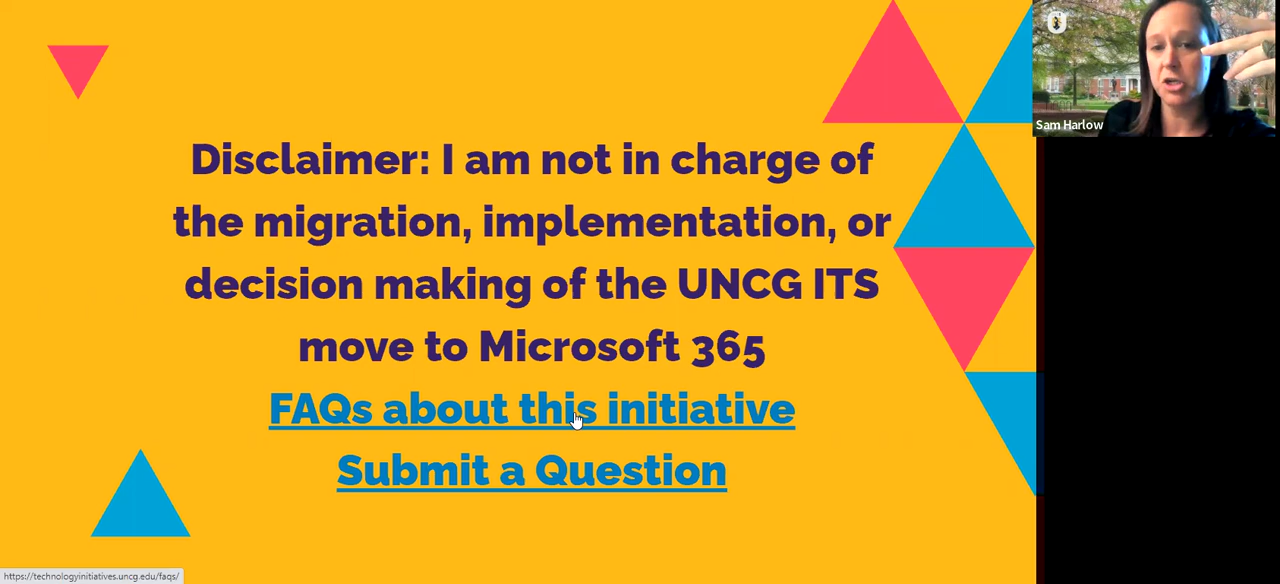 Disclaimer: I am not in charge of
the migration, implementation, or
decision making of the UNCG ITS
move to Microsoft 365
FAQs about this initiative
Submit a Question
Sam Harlow
https://technologyinitiatives.uncg.edu/faqs/